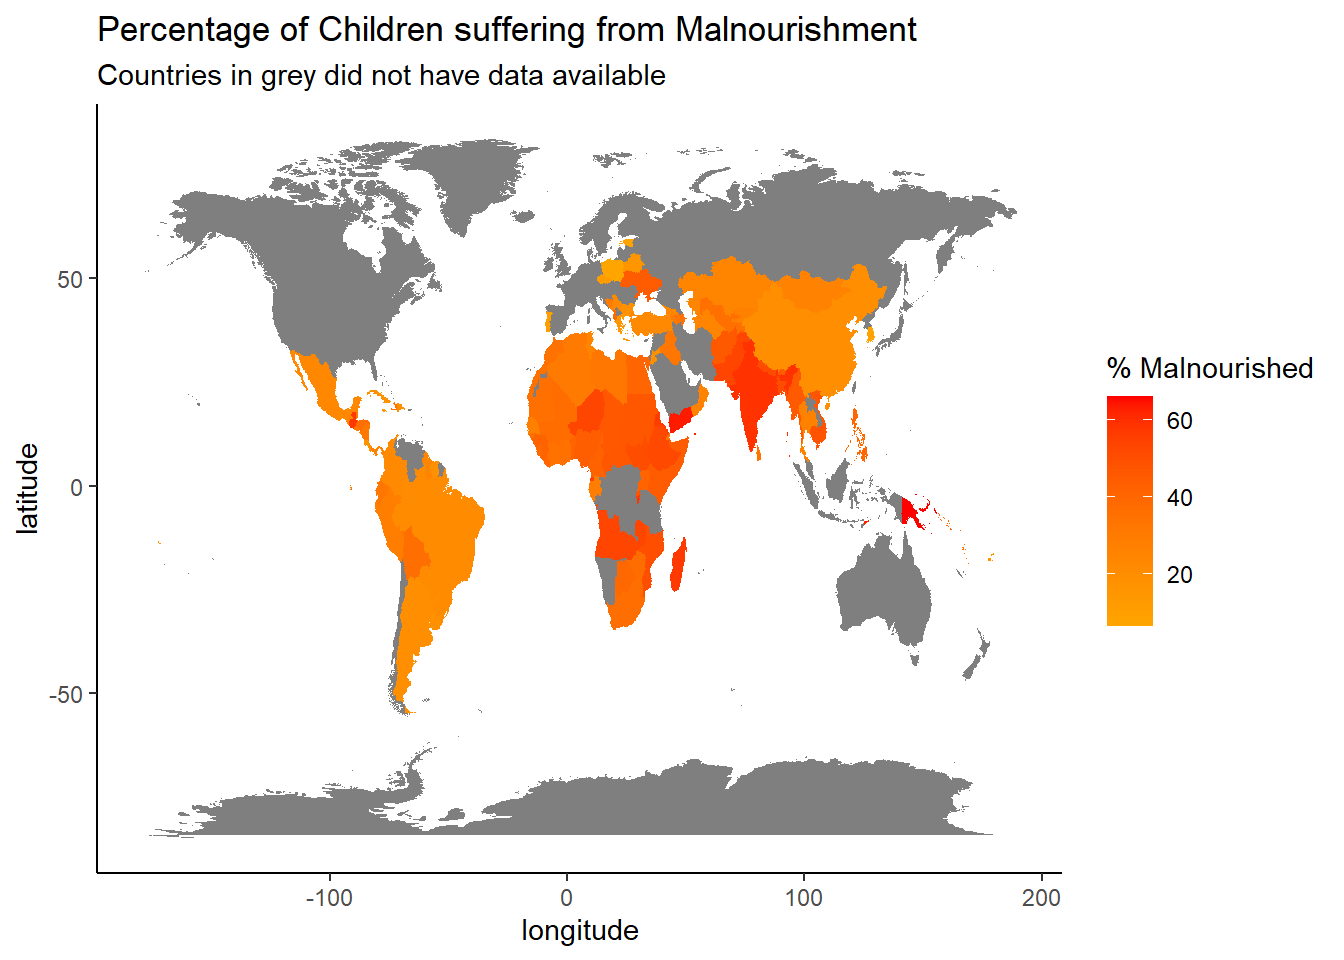 Percentage of Children suffering from Malnourishment
Countries in grey did not have data available
latitude
50
0
-50
-100
0
100
200
longitude
% Malnourished
60
40
20